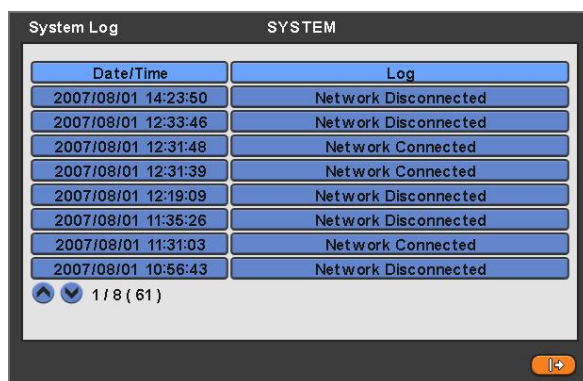 System Log SYSTEM
Date/Time Log
2007/08/01 14:23:50 Network Disconnected
2007/08/01 12:33:46 Network Disconnected
2007/08/01 12:31:48 Network Connected
2007/08/01 12:31:39 Network Connected
2007/08/01 12:19:09 Network Disconnected
2007/08/01 11:35:26 Network Disconnected
2007/08/01 11:31:03 Network Connected
2007/08/01 10:56:43 Network Disconnected
1 / 8 ( 61 )